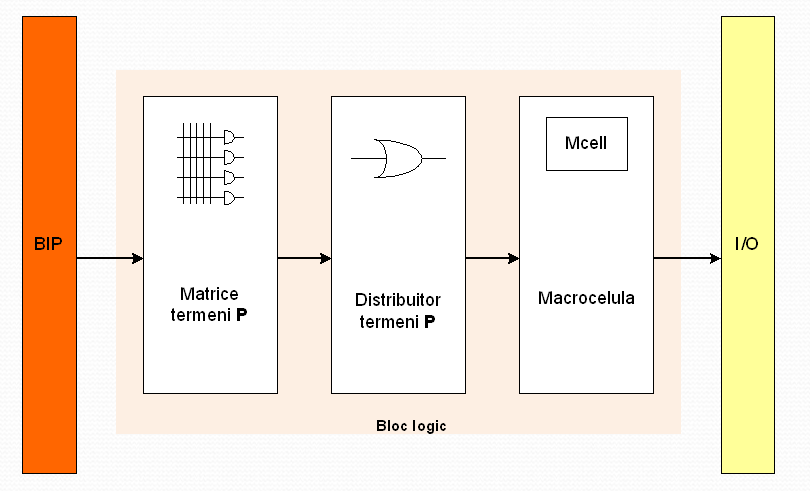 BIP
Matrice
termeni P
Distribuitor
termeni P
Mcell
Macrocelula
I/O
Bloc logic